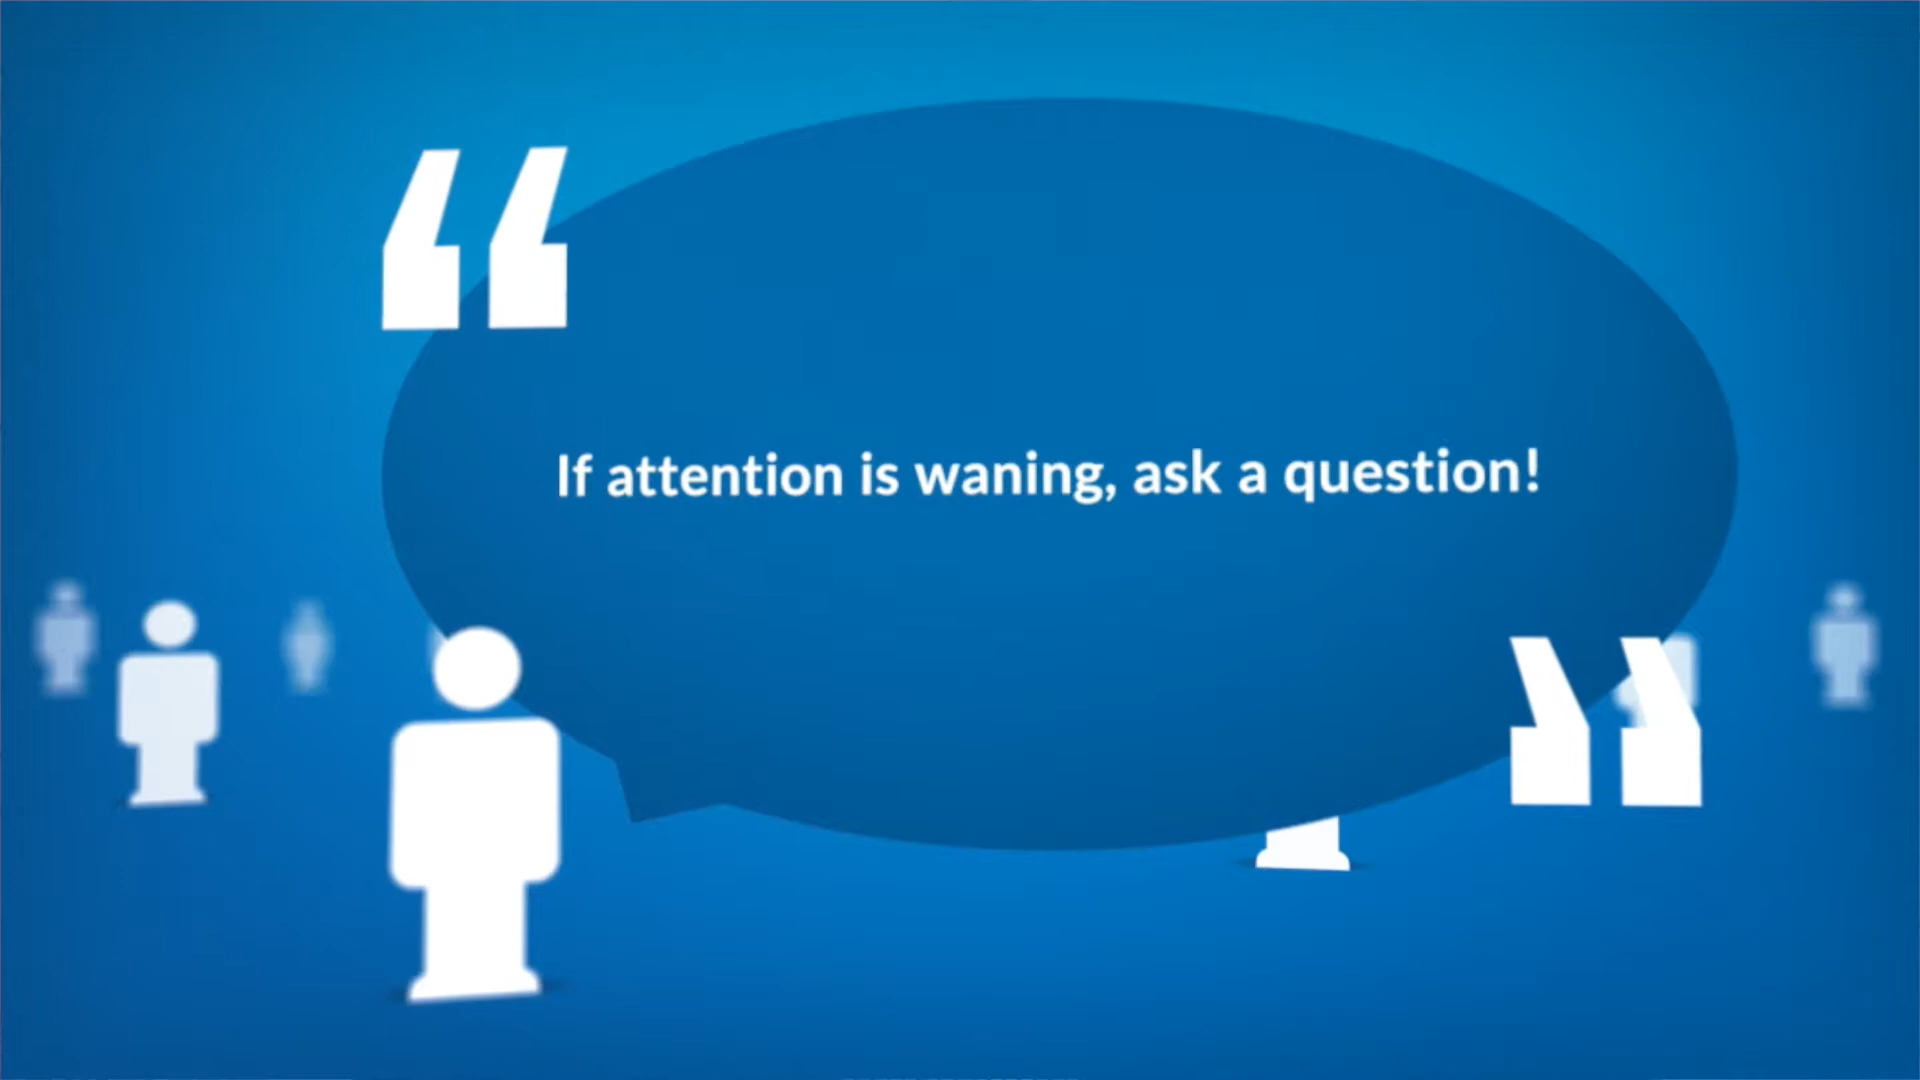 “
If attention is waning, ask a question!
”